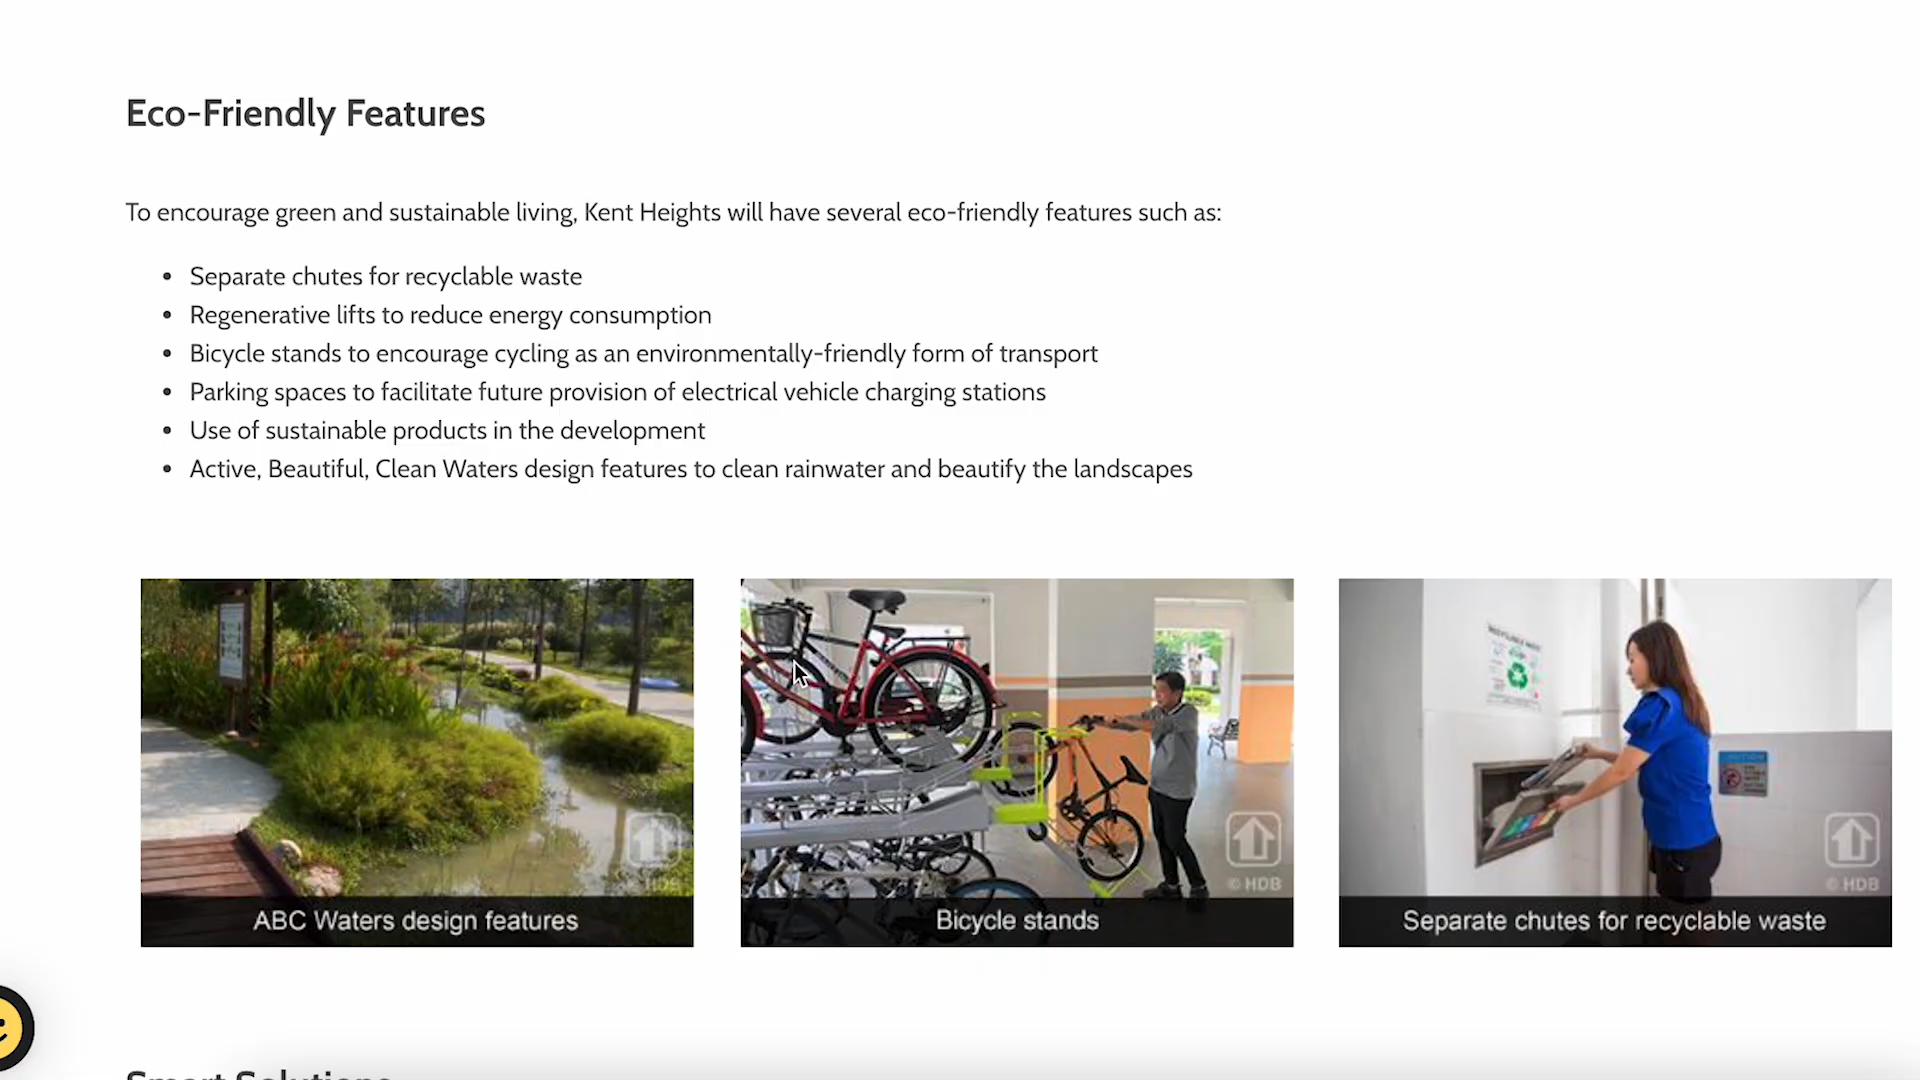 Eco-Friendly Features
To encourage green and sustainable living, Kent Heights will have several eco-friendly features such as:
• Separate chutes for recyclable waste
• Regenerative lifts to reduce energy consumption
• Bicycle stands to encourage cycling as an environmentally-friendly form of transport
• Parking spaces to facilitate future provision of electrical vehicle charging stations
• Use of sustainable products in the development
• Active, Beautiful, Clean Waters design features to clean rainwater and beautify the landscapes
RECYCLABLE WASTE
© HDB
© HDB
© HDB
ABC Waters design features
Bicycle stands
Separate chutes for recyclable waste
Smart Solutions